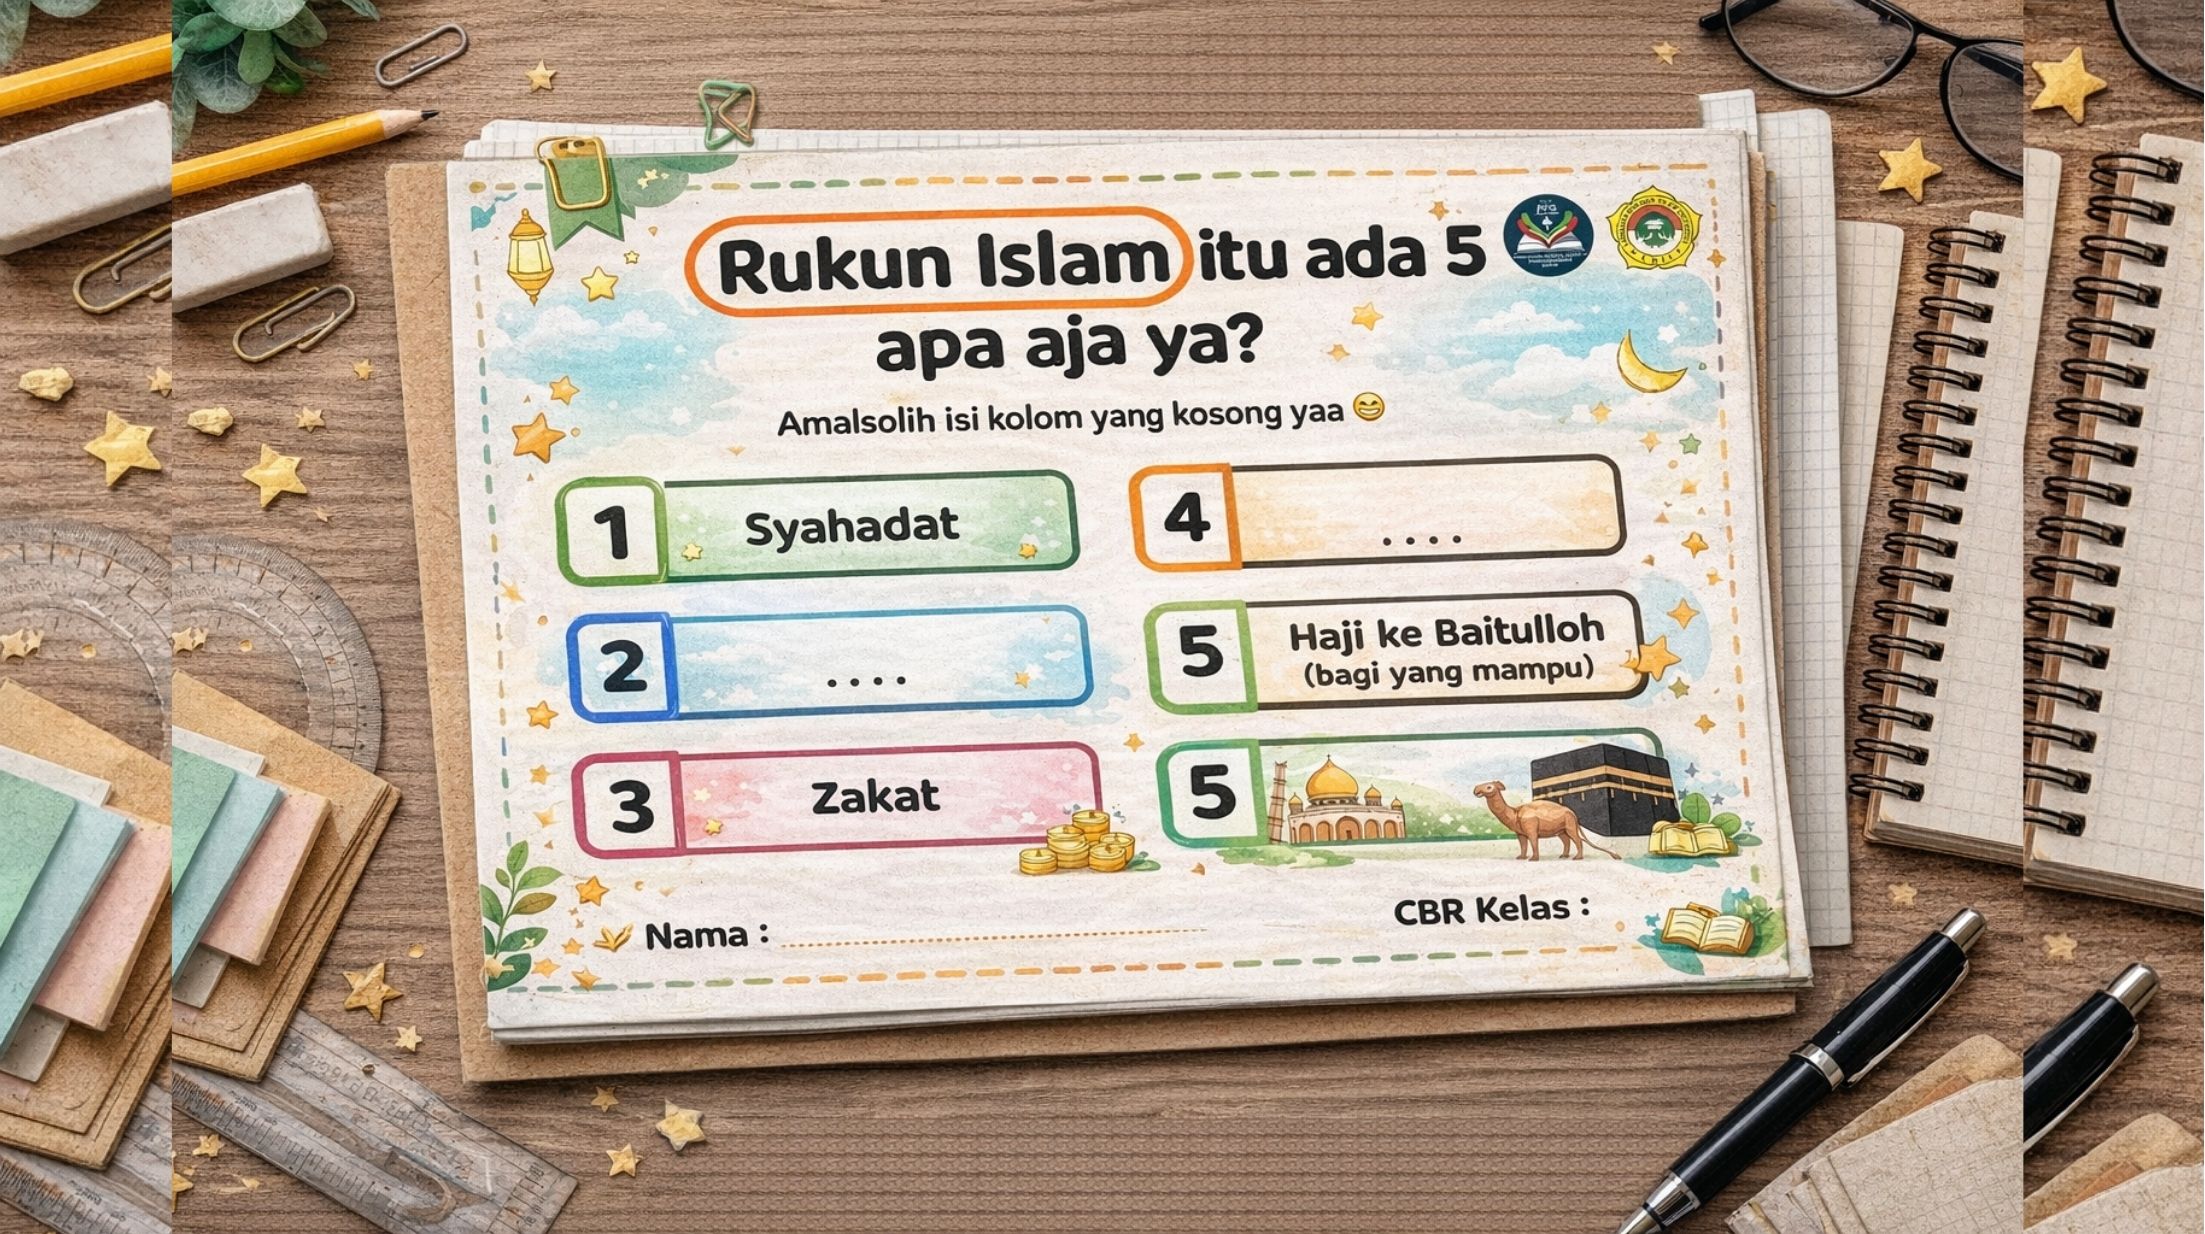 Rukun Islam itu ada 5
apa aja ya?
Amalsolih isi kolom yang kosong yaa 😁
1 Syahadat
2 ....
3 Zakat
4 ....
5 Haji ke Baitulloh
(bagi yang mampu)
5
Nama :
CBR Kelas :